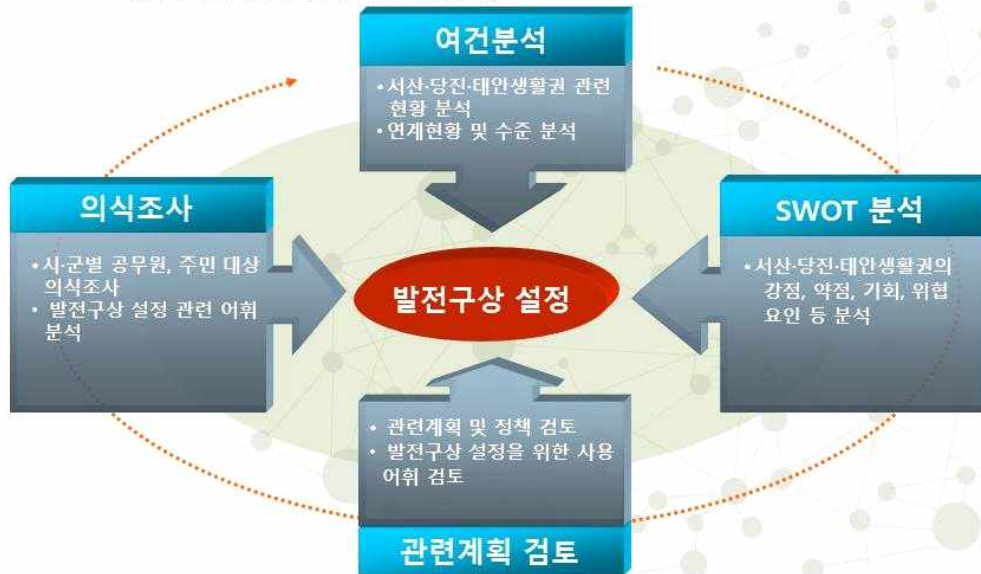 여건분석
•서산·당진·태안생활권 관련
현황 분석
• 연계현황 및 수준 분석
의식조사
•시·군별 공무원, 주민 대상
의식조사
• 발전구상 설정 관련 어휘
분석
발전구상 설정
SWOT 분석
•서산·당진·태안생활권의
강점, 약점, 기회, 위협
요인 등 분석
• 관련계획 및 정책 검토
• 발전구상 설정을 위한 사용
어휘 검토
관련계획 검토